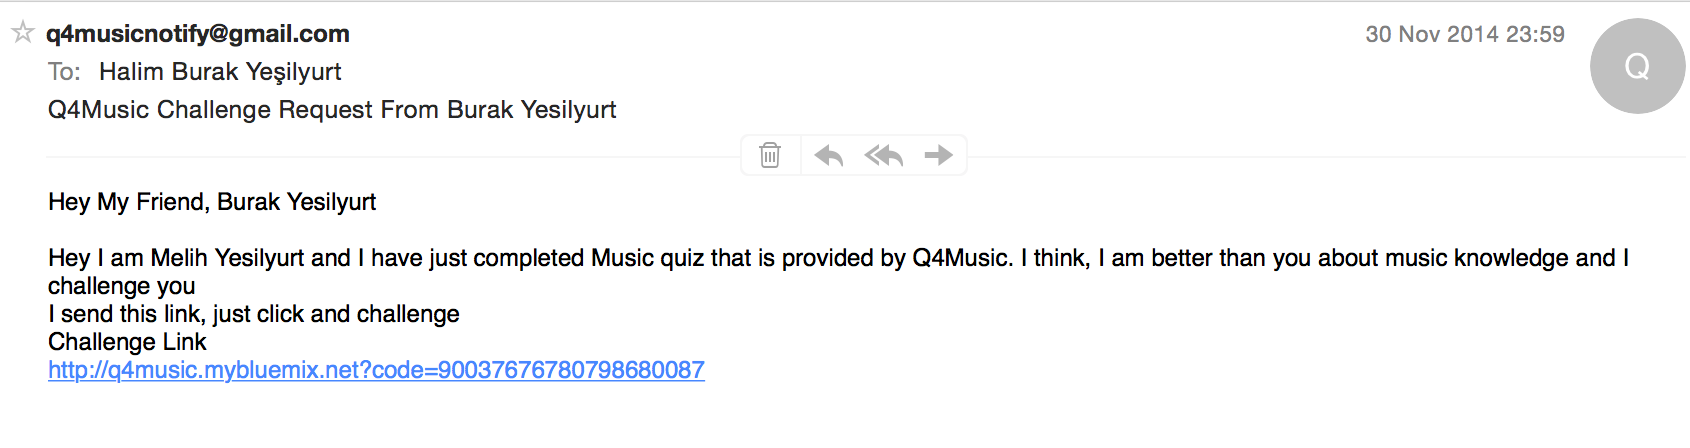 q4musicnotify@gmail.com
30 Nov 2014 23:59
Q
To: Halim Burak Yeşilyurt
Q4Music Challenge Request From Burak Yesilyurt
Hey My Friend, Burak Yesilyurt
Hey I am Melih Yesilyurt and I have just completed Music quiz that is provided by Q4Music. I think, I am better than you about music knowledge and I
challenge you
I send this link, just click and challenge
Challenge Link
http://q4music.mybluemix.net?code=90037676780798680087